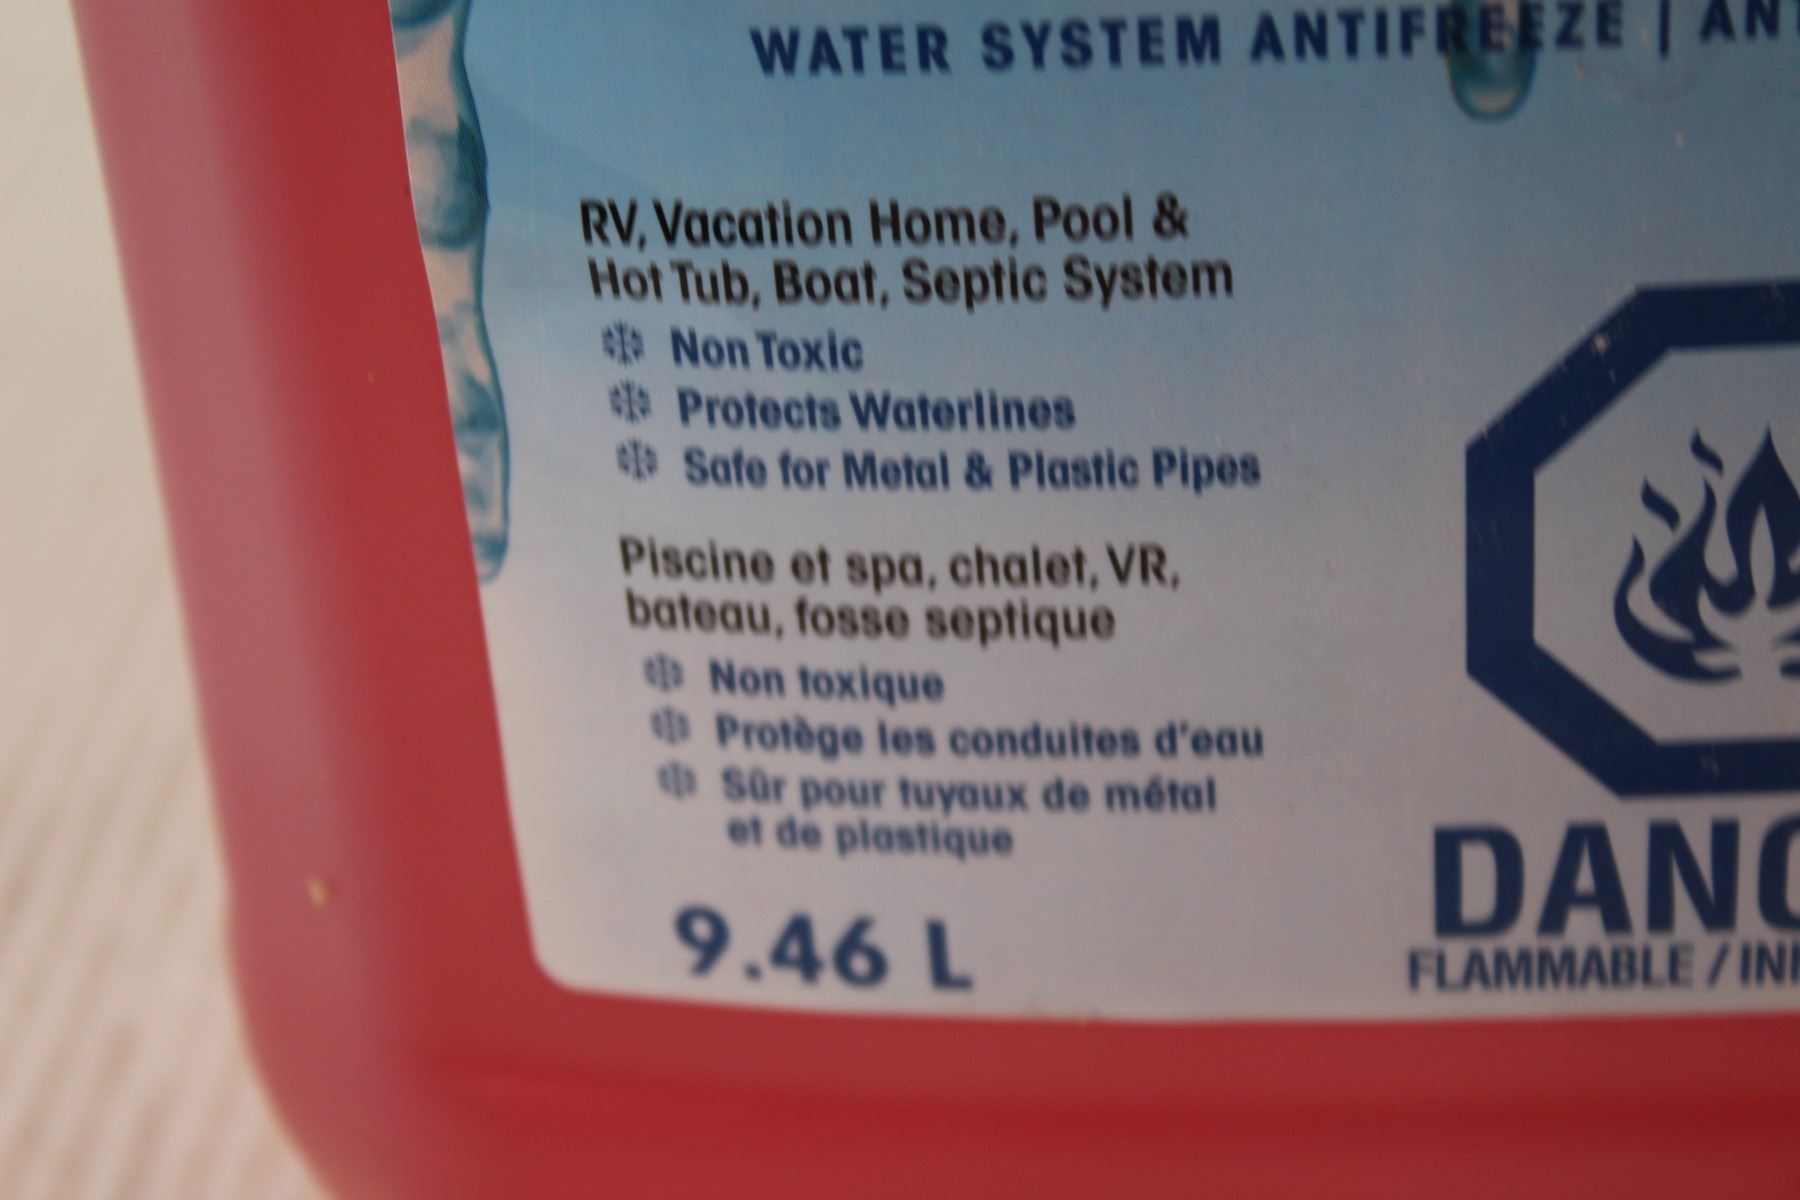 WATER SYSTEM ANTIFREEZE |
RV, Vacation Home, Pool &
Hot Tub, Boat, Septic System
Non Toxic
Protects Waterlines
Safe for Metal & Plastic Pipes
Piscine et spa, chalet, VR,
bateau, fosse septique
Non toxique
Protège les conduites d'eau
Sûr pour tuyaux de métal
et de plastique
9.46 L
FLAMMABLE /